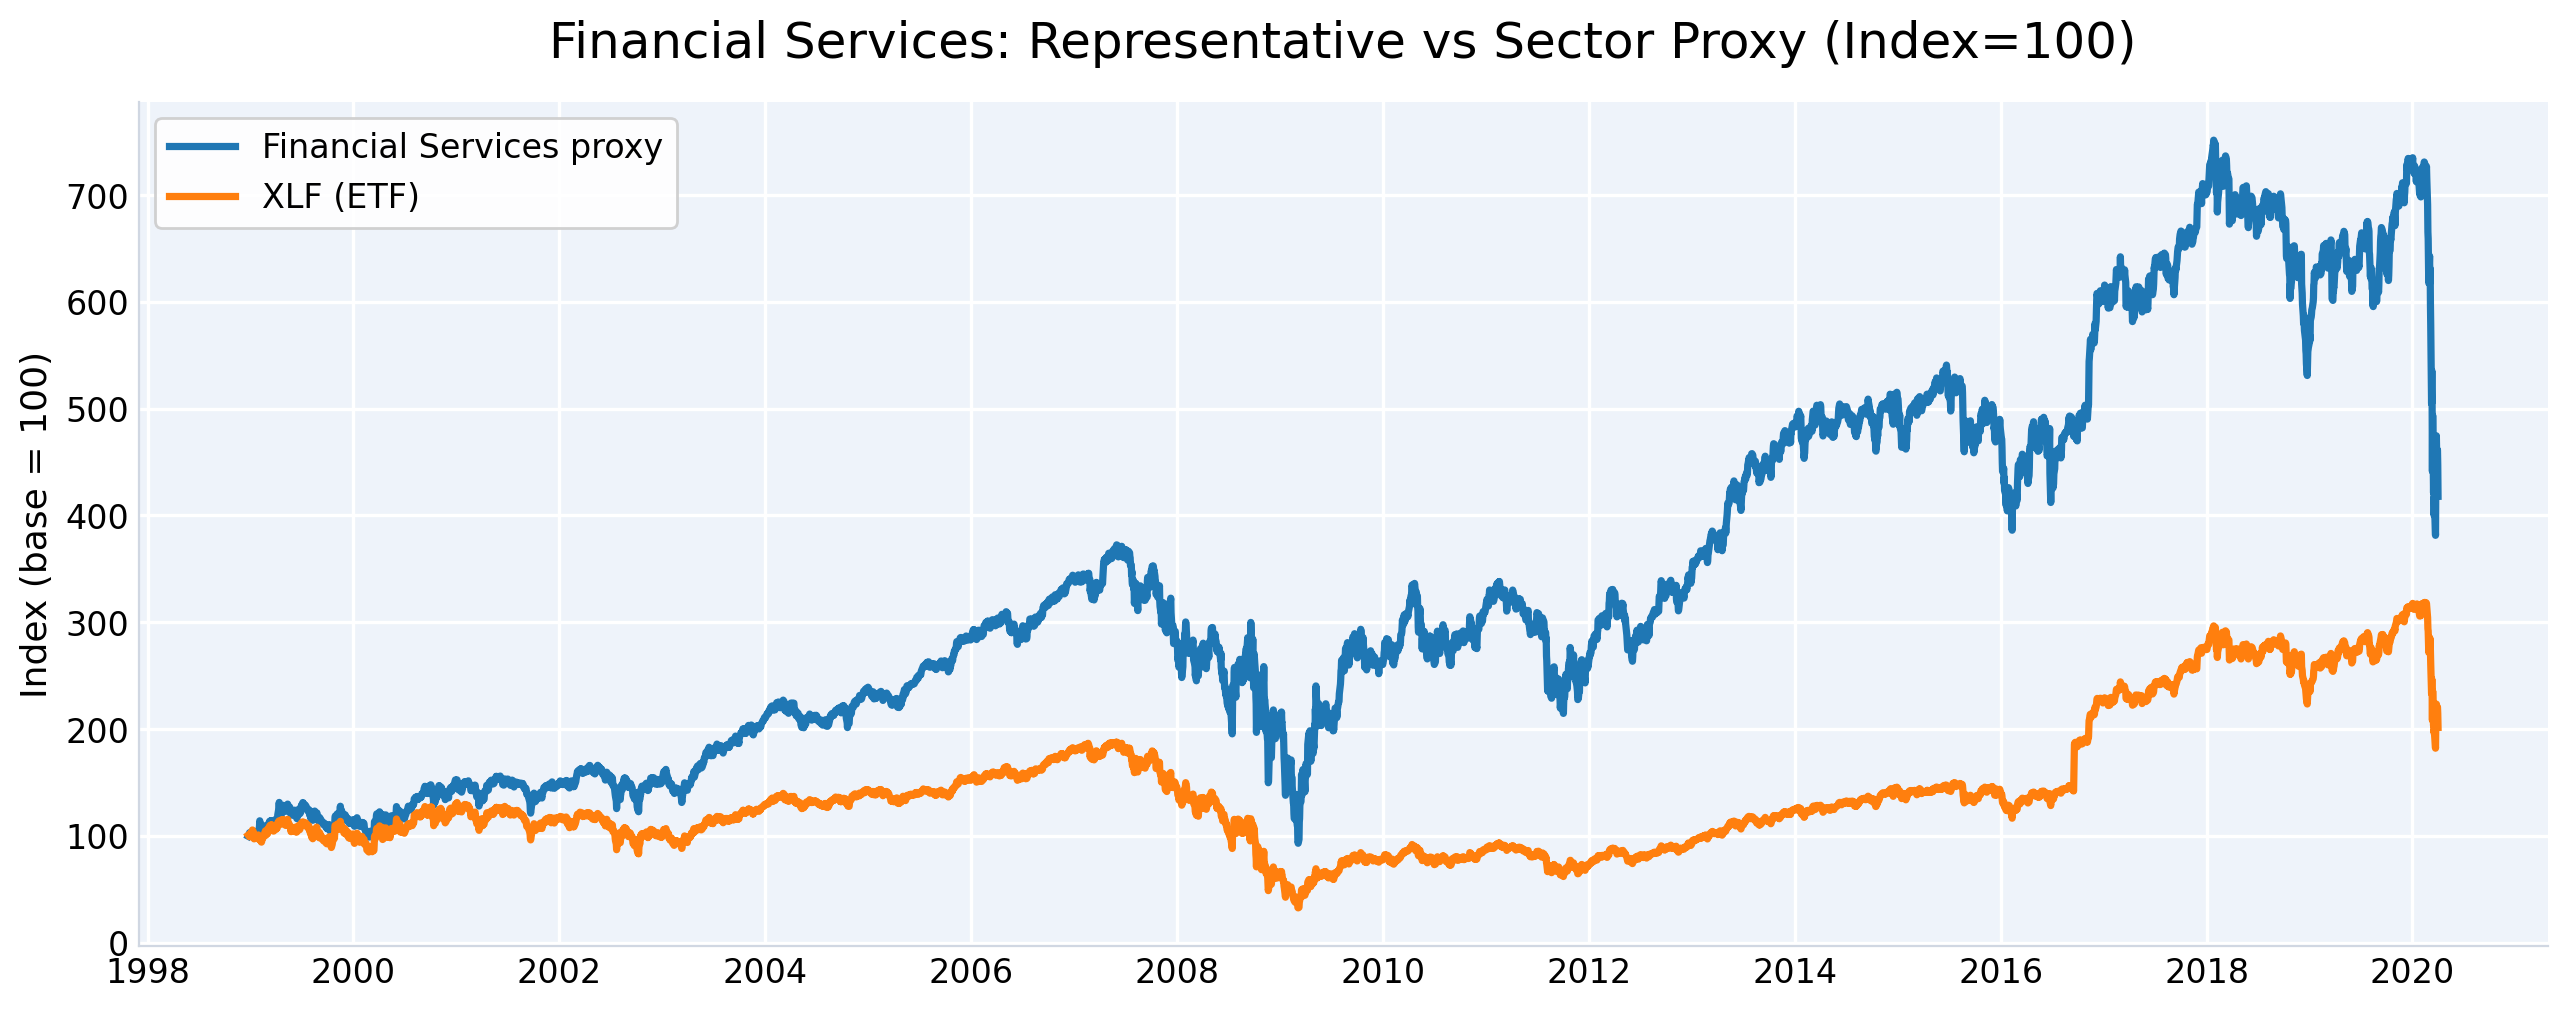 Financial Services: Representative vs Sector Proxy (Index=100)
Financial Services proxy
XLF (ETF)
Index (base = 100)
700
600
500
400
300
200
100
0
1998 2000 2002 2004 2006 2008 2010 2012 2014 2016 2018 2020